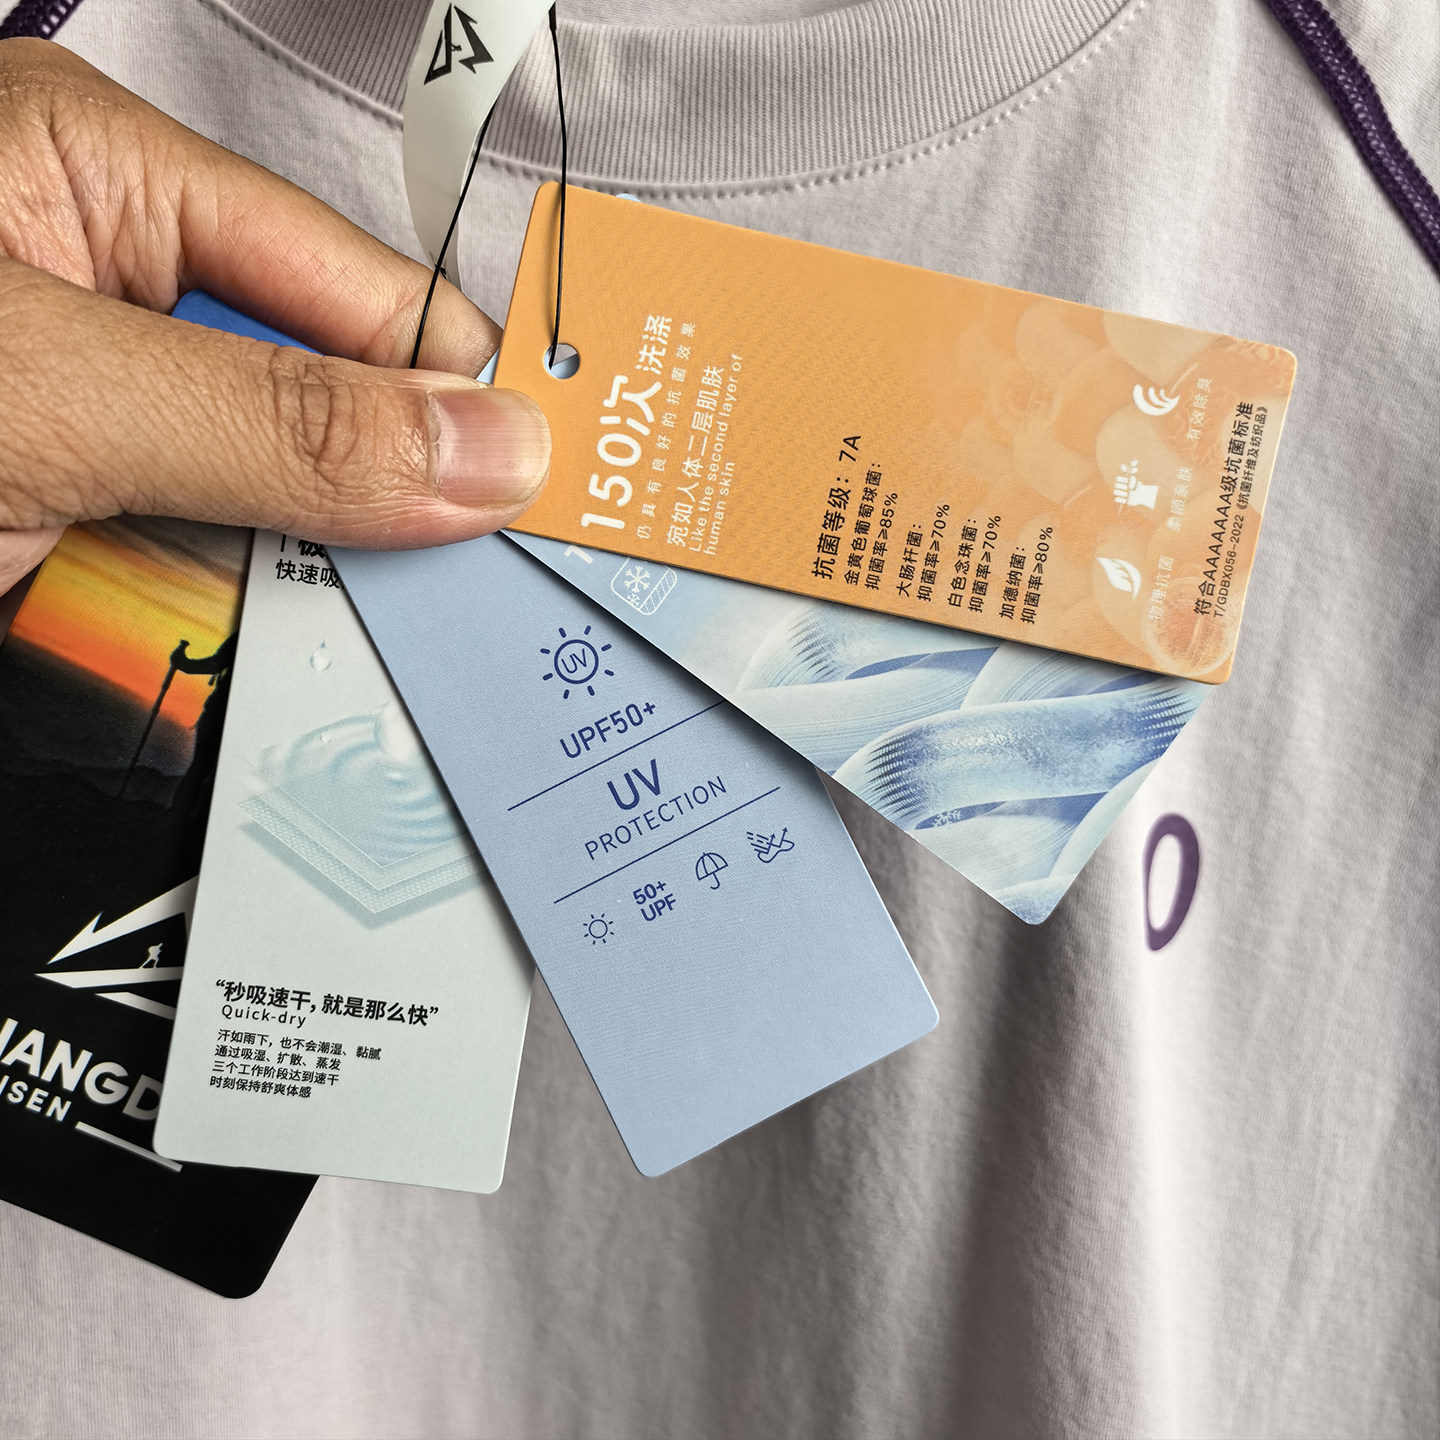 150次洗涤
仍具有良好的抗菌效果
宛如人体二层肌肤
Like the second layer of
human skin
抗菌等级：7A
金黄色葡萄球菌：
抑菌率≥85%
大肠杆菌：
抑菌率≥70%
白色念珠菌：
抑菌率≥70%
加德纳菌：
抑菌率≥80%
有效除臭
柔顺亲肤
物理抗菌
符合AAAAAAA级抗菌标准
T/GDBX056-2022《抗菌纤维及纺织品》
UV
UPF50+
UV
PROTECTION
50+
UPF
快速吸
“秒吸速干，就是那么快”
Quick-dry
汗如雨下，也不会潮湿、黏腻
通过吸湿、扩散、蒸发
三个工作阶段达到速干
时刻保持舒爽体感
IANGD
ISEN